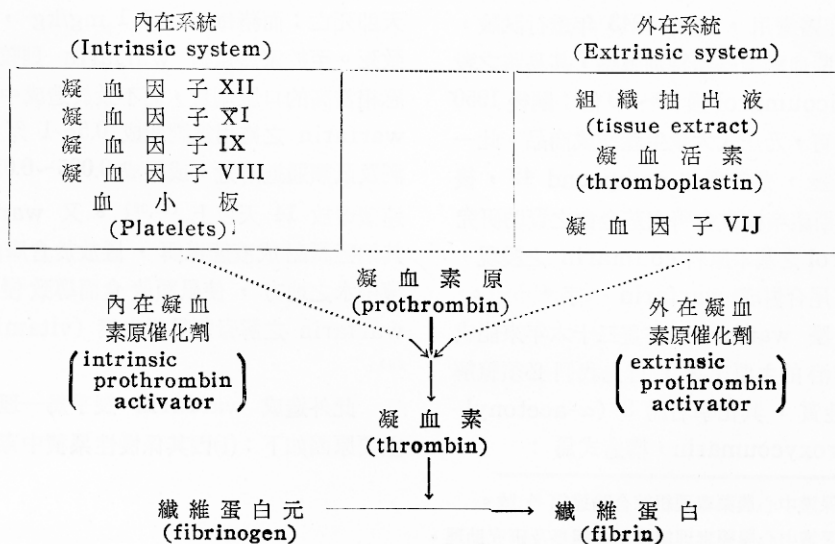 內在系統
(Intrinsic system)
外在系統
(Extrinsic system)
凝血因子 XII
凝血因子 XI
凝血因子 IX
凝血因子 VIII
血小板
(Platelets)
組織抽出液
(tissue extract)
凝血活素
(thromboplastin)
凝血因子 VIJ
凝血素原
(prothrombin)
內在凝血
素原催化劑
(intrinsic
prothrombin
activator)
外在凝血
素原催化劑
(extrinsic
prothrombin
activator)
凝血素
(thrombin)
纖維蛋白元
(fibrinogen)
纖維蛋白
(fibrin)